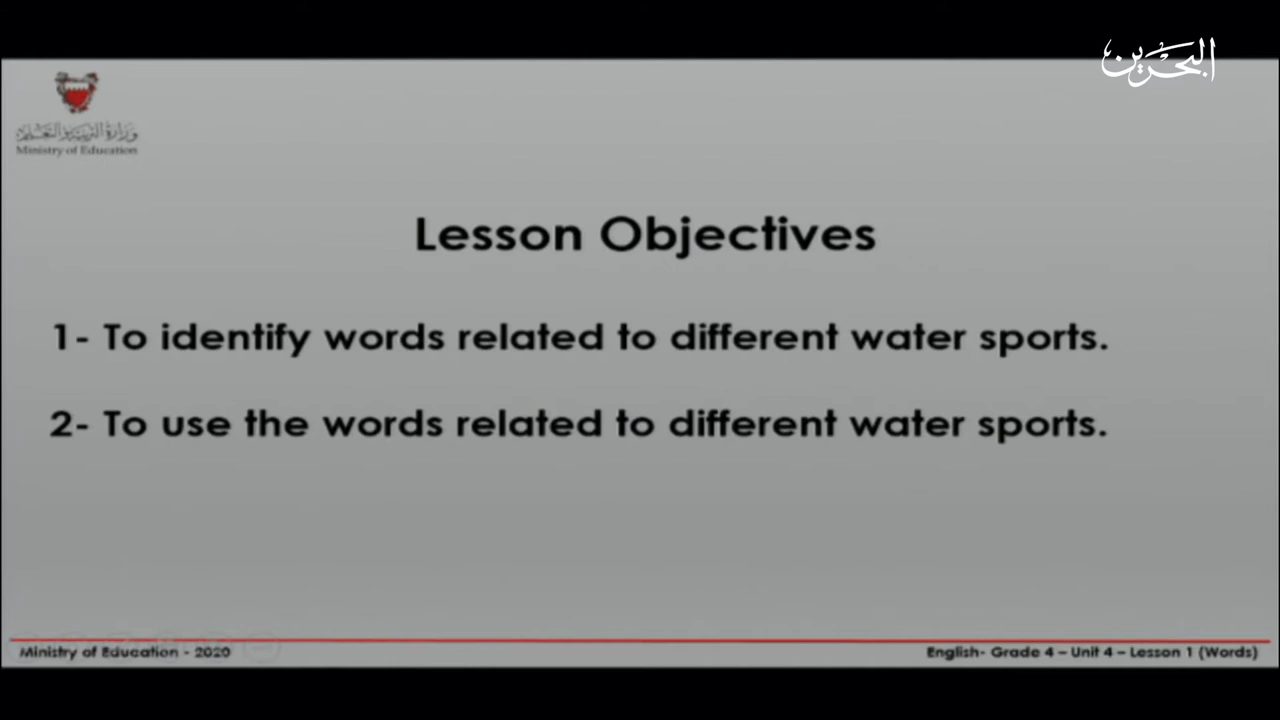 البحرين
وزارة التربية والتعليم
Ministry of Education
Lesson Objectives
1- To identify words related to different water sports.
2- To use the words related to different water sports.
Ministry of Education - 2020
English- Grade 4 – Unit 4 – Lesson 1 (Words)